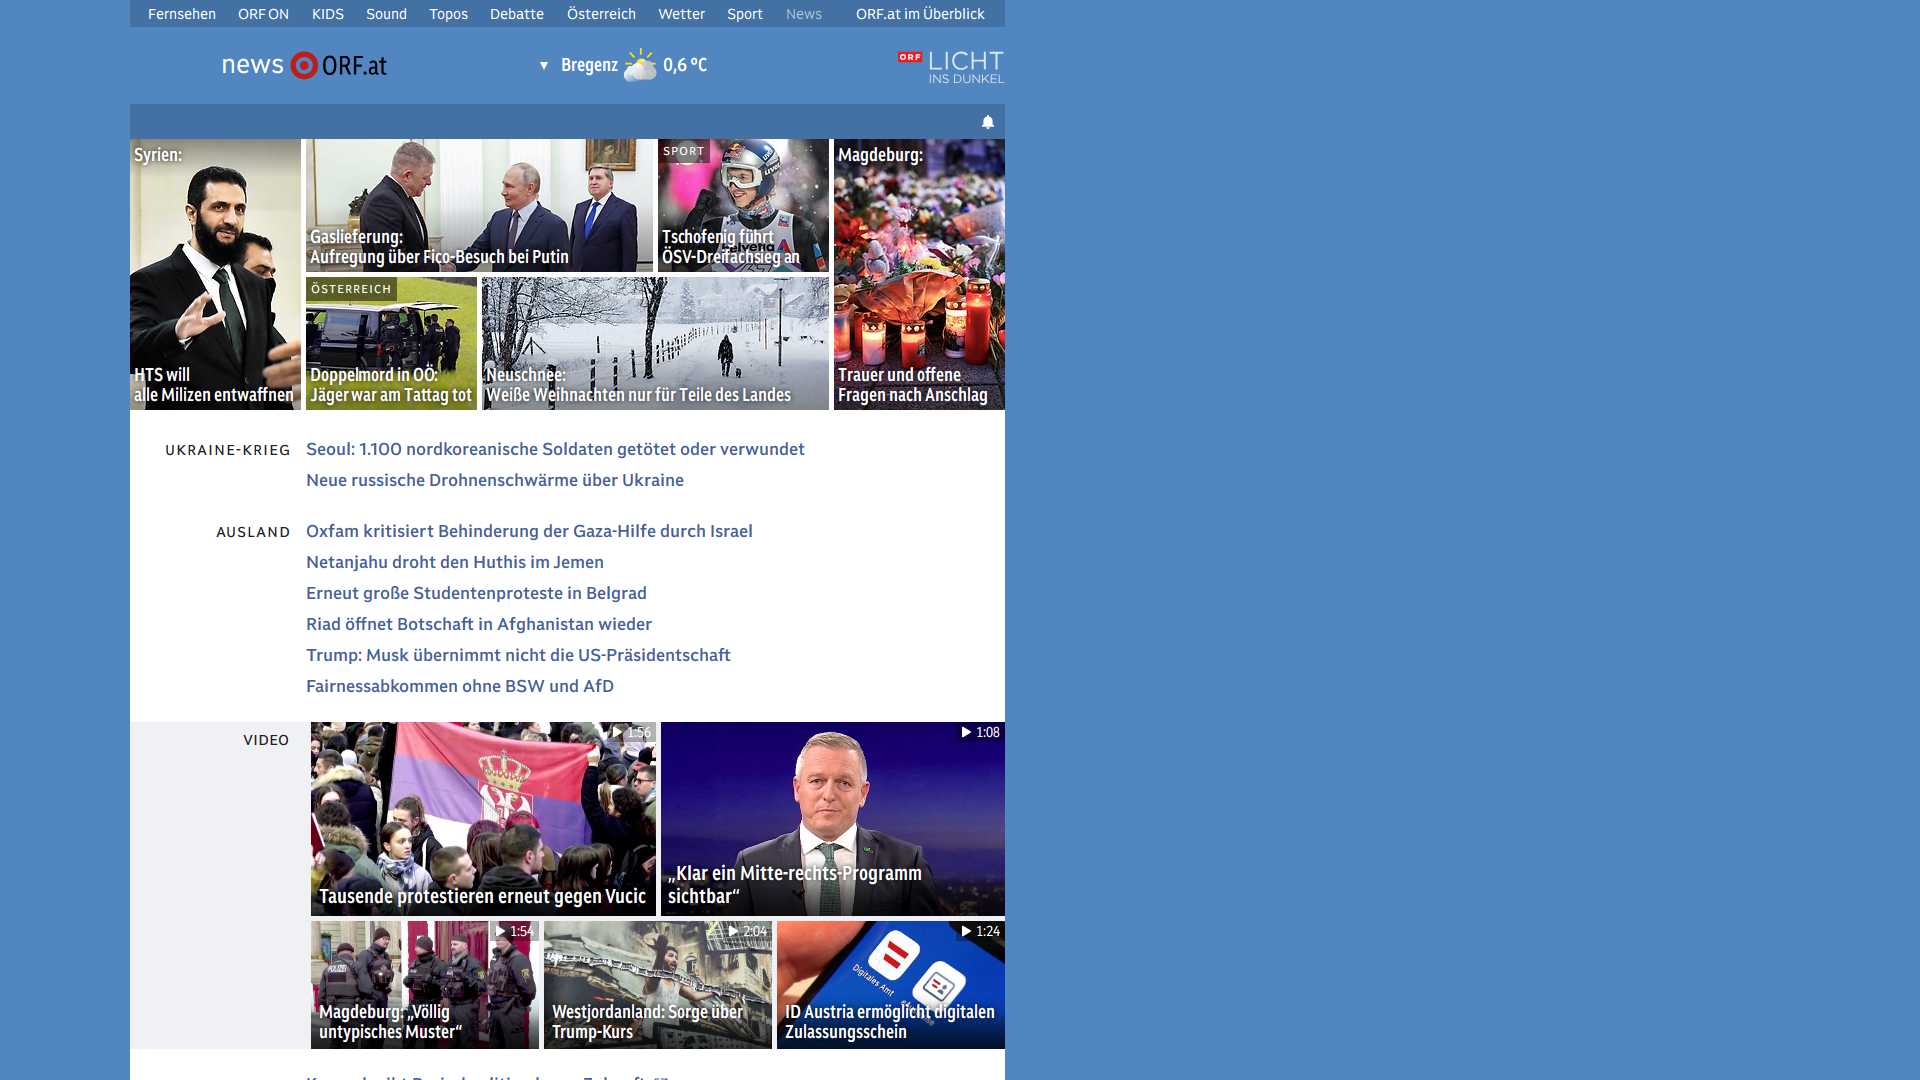 Fernsehen ORF ON KIDS Sound Topos Debatte Österreich Wetter Sport News ORF.at im Überblick
news ORF.at
Bregenz 0,6 °C
ORF LICHT
INS DUNKEL
Syrien:
HTS will
alle Milizen entwaffnen
Gaslieferung:
Aufregung über Fico-Besuch bei Putin
SPORT
Tschofenig führt
ÖSV-Dreifachsieg an
Magdeburg:
Trauer und offene
Fragen nach Anschlag
ÖSTERREICH
Doppelmord in OÖ:
Jäger war am Tattag tot
Neuschnee:
Weiße Weihnachten nur für Teile des Landes
UKRAINE-KRIEG
Seoul: 1.100 nordkoreanische Soldaten getötet oder verwundet
Neue russische Drohnenschwärme über Ukraine
AUSLAND
Oxfam kritisiert Behinderung der Gaza-Hilfe durch Israel
Netanjahu droht den Huthis im Jemen
Erneut große Studentenproteste in Belgrad
Riad öffnet Botschaft in Afghanistan wieder
Trump: Musk übernimmt nicht die US-Präsidentschaft
Fairnessabkommen ohne BSW und AfD
VIDEO
1:56
Tausende protestieren erneut gegen Vucic
1:08
„Klar ein Mitte-rechts-Programm
sichtbar“
1:54
POLIZEI
Magdeburg: „Völlig
untypisches Muster“
2:04
Westjordanland: Sorge über
Trump-Kurs
1:24
Digitales Amt
ID Austria ermöglicht digitalen
Zulassungsschein